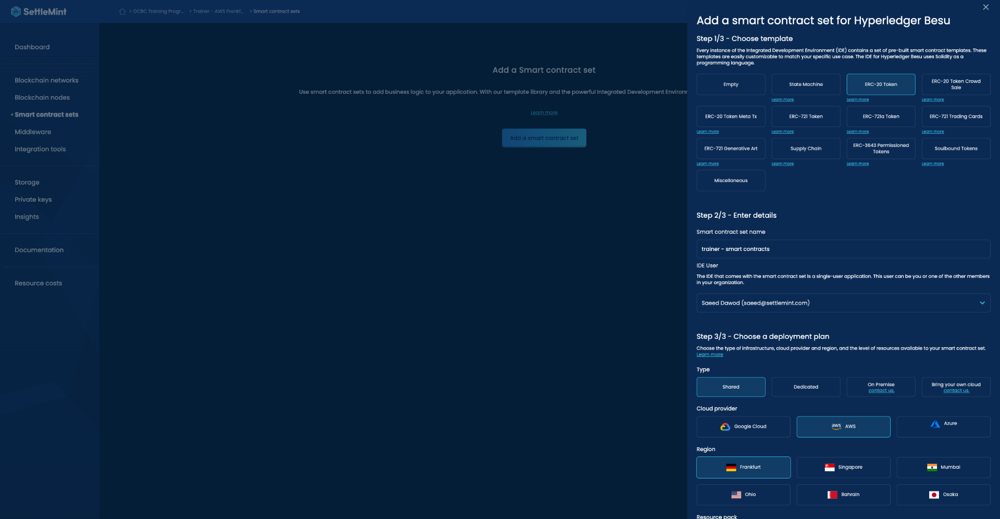 SettleMint
> OCBC Training Progr... > Trainer - AWS Frankf... > Smart contract sets
Dashboard
Blockchain networks
Blockchain nodes
Smart contract sets
Middleware
Integration tools
Storage
Private keys
Insights
Documentation
Resource costs
Add a Smart contract set
Use smart contract sets to add business logic to your application. With our template library and the powerful Integrated Development Environ
Learn more
Add a smart contract set
Add a smart contract set for Hyperledger Besu
Step 1/3 - Choose template
Every instance of the Integrated Development Environment (IDE) contains a set of pre-built smart contract templates. These
templates are easily customizable to match your specific use case. The IDE for Hyperledger Besu uses Solidity as a
programming language.
Empty
State Machine
Learn more
ERC-20 Token
Learn more
ERC-20 Token Crowd
Sale
Learn more
ERC-20 Token Meta Tx
Learn more
ERC-721 Token
Learn more
ERC-721a Token
Learn more
ERC-721 Trading Cards
Learn more
ERC-721 Generative Art
Learn more
Supply Chain
Learn more
ERC-3643 Permissioned
Tokens
Learn more
Soulbound Tokens
Learn more
Miscellaneous
Step 2/3 - Enter details
Smart contract set name
trainer - smart contracts
IDE User
The IDE that comes with the smart contract set is a single-user application. This user can be you or one of the other members
in your organization.
Saeed Dawod (saeed@settlemint.com)
Step 3/3 - Choose a deployment plan
Choose the type of infrastructure, cloud provider and region, and the level of resources available to your smart contract set.
Learn more
Type
Shared
Dedicated
On Premise
contact us.
Bring your own cloud
contact us.
Cloud provider
Google Cloud
aws AWS
Azure
Region
Frankfurt
Singapore
Mumbai
Ohio
Bahrain
Osaka
Resource pack